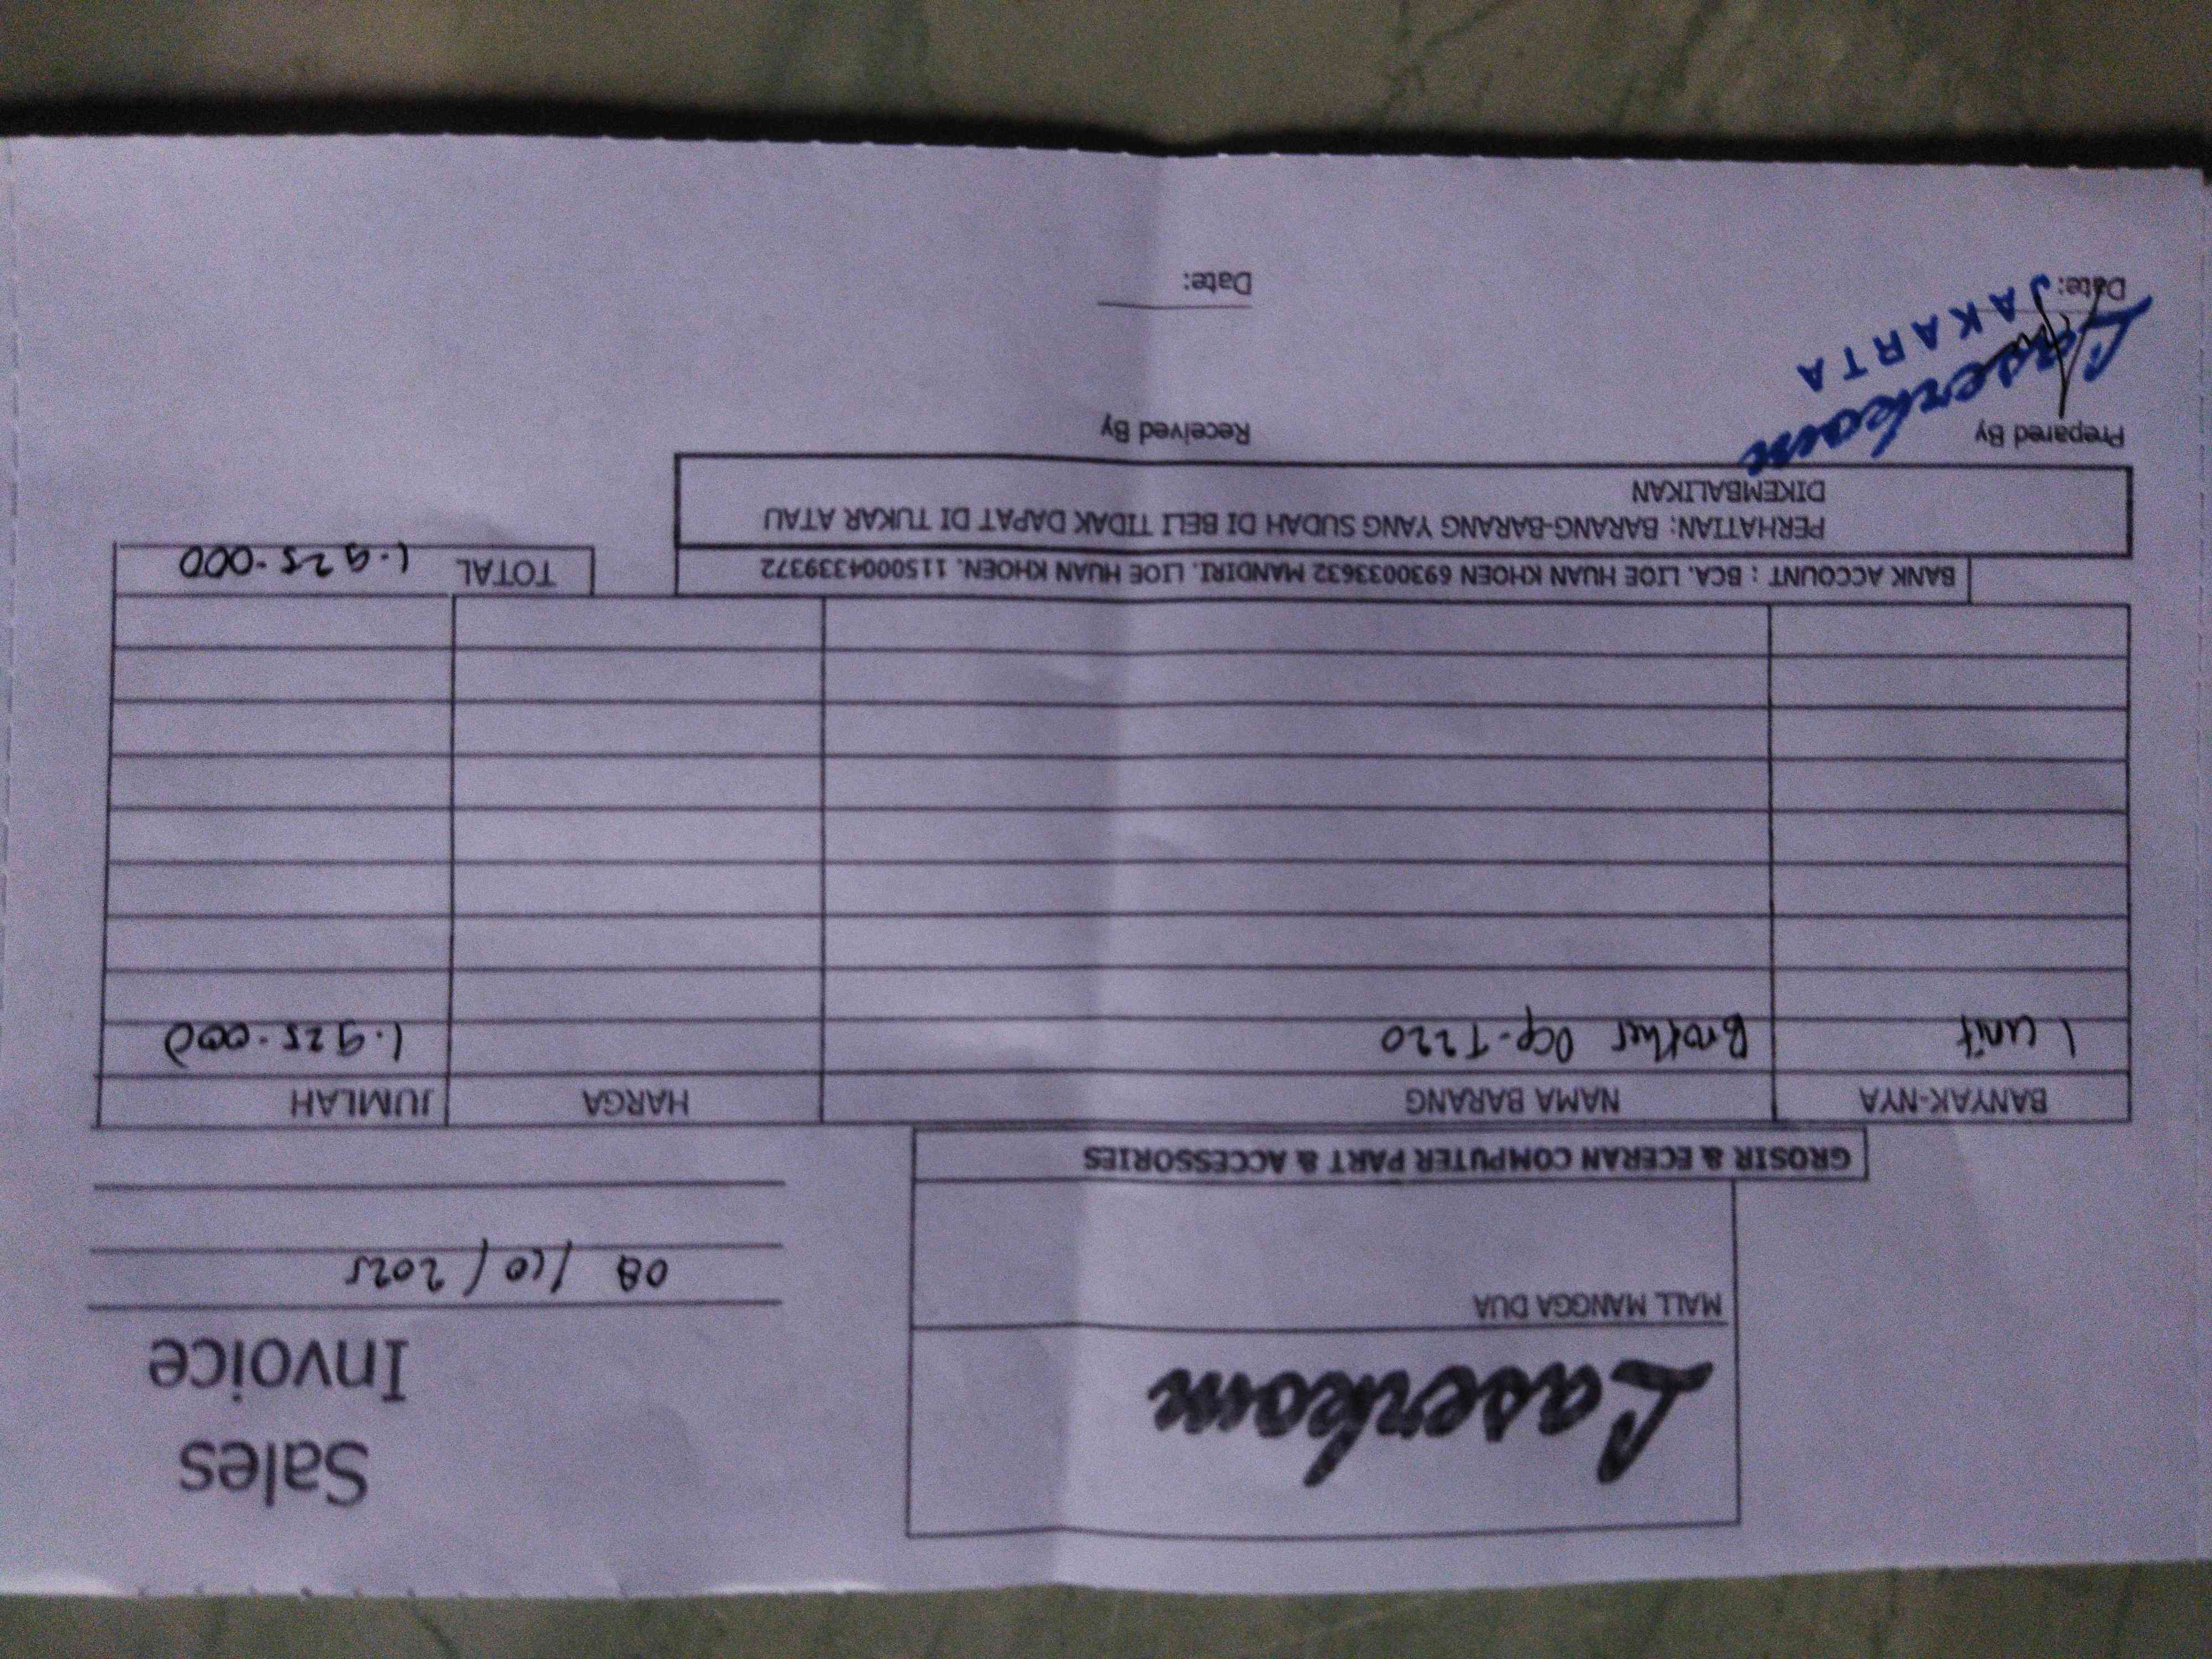 Laserkom
Sales
Invoice
MALL MANGGA DUA
08 / 10 / 2025
GROSIR & ECERAN COMPUTER PART & ACCESSORIES
BANYAK-NYA NAMA BARANG HARGA JUMLAH
1 unit Brother Dcp-T220 1.925.000
BANK ACCOUNT : BCA. LIOE HUAN KHOEN 6930033632 MANDIRI. LIOE HUAN KHOEN. 1150004339372
TOTAL 1.925.000
PERHATIAN: BARANG-BARANG YANG SUDAH DI BELI TIDAK DAPAT DI TUKAR ATAU
DIKEMBALIKAN
Prepared By Received By
Laserkom
JAKARTA
Date: Date: